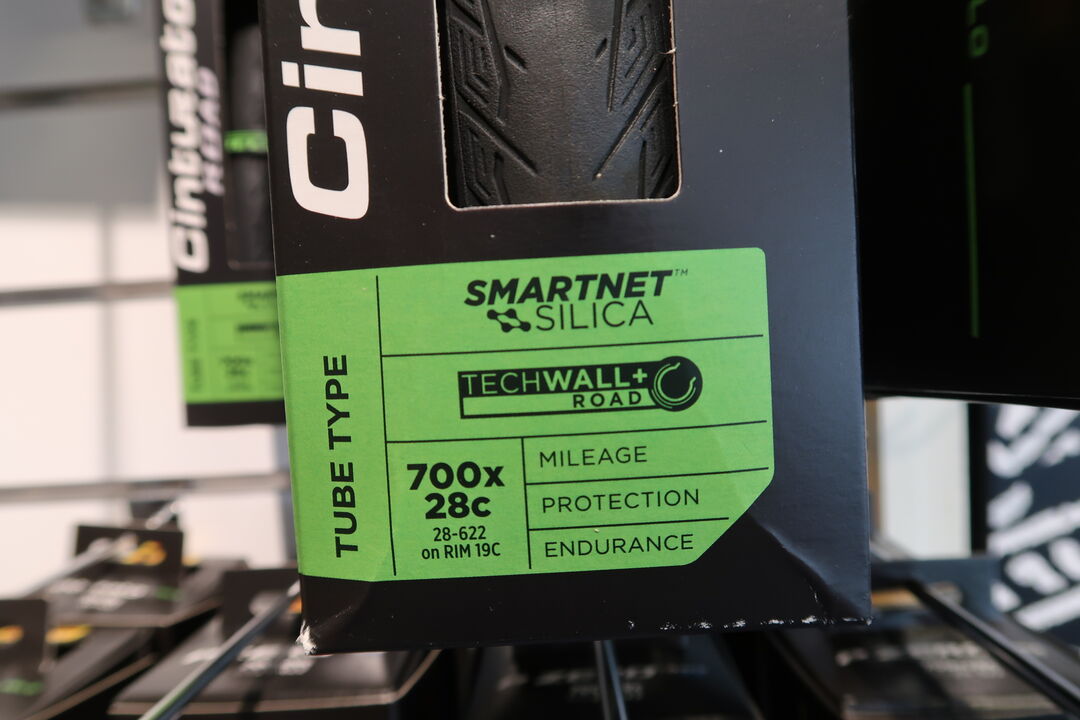 Cinturato
ROAD
Cin
SMARTNET™
SILICA
TECHWALL+
ROAD
TUBE TYPE
700x
28c
28-622
on RIM 19C
MILEAGE
PROTECTION
ENDURANCE